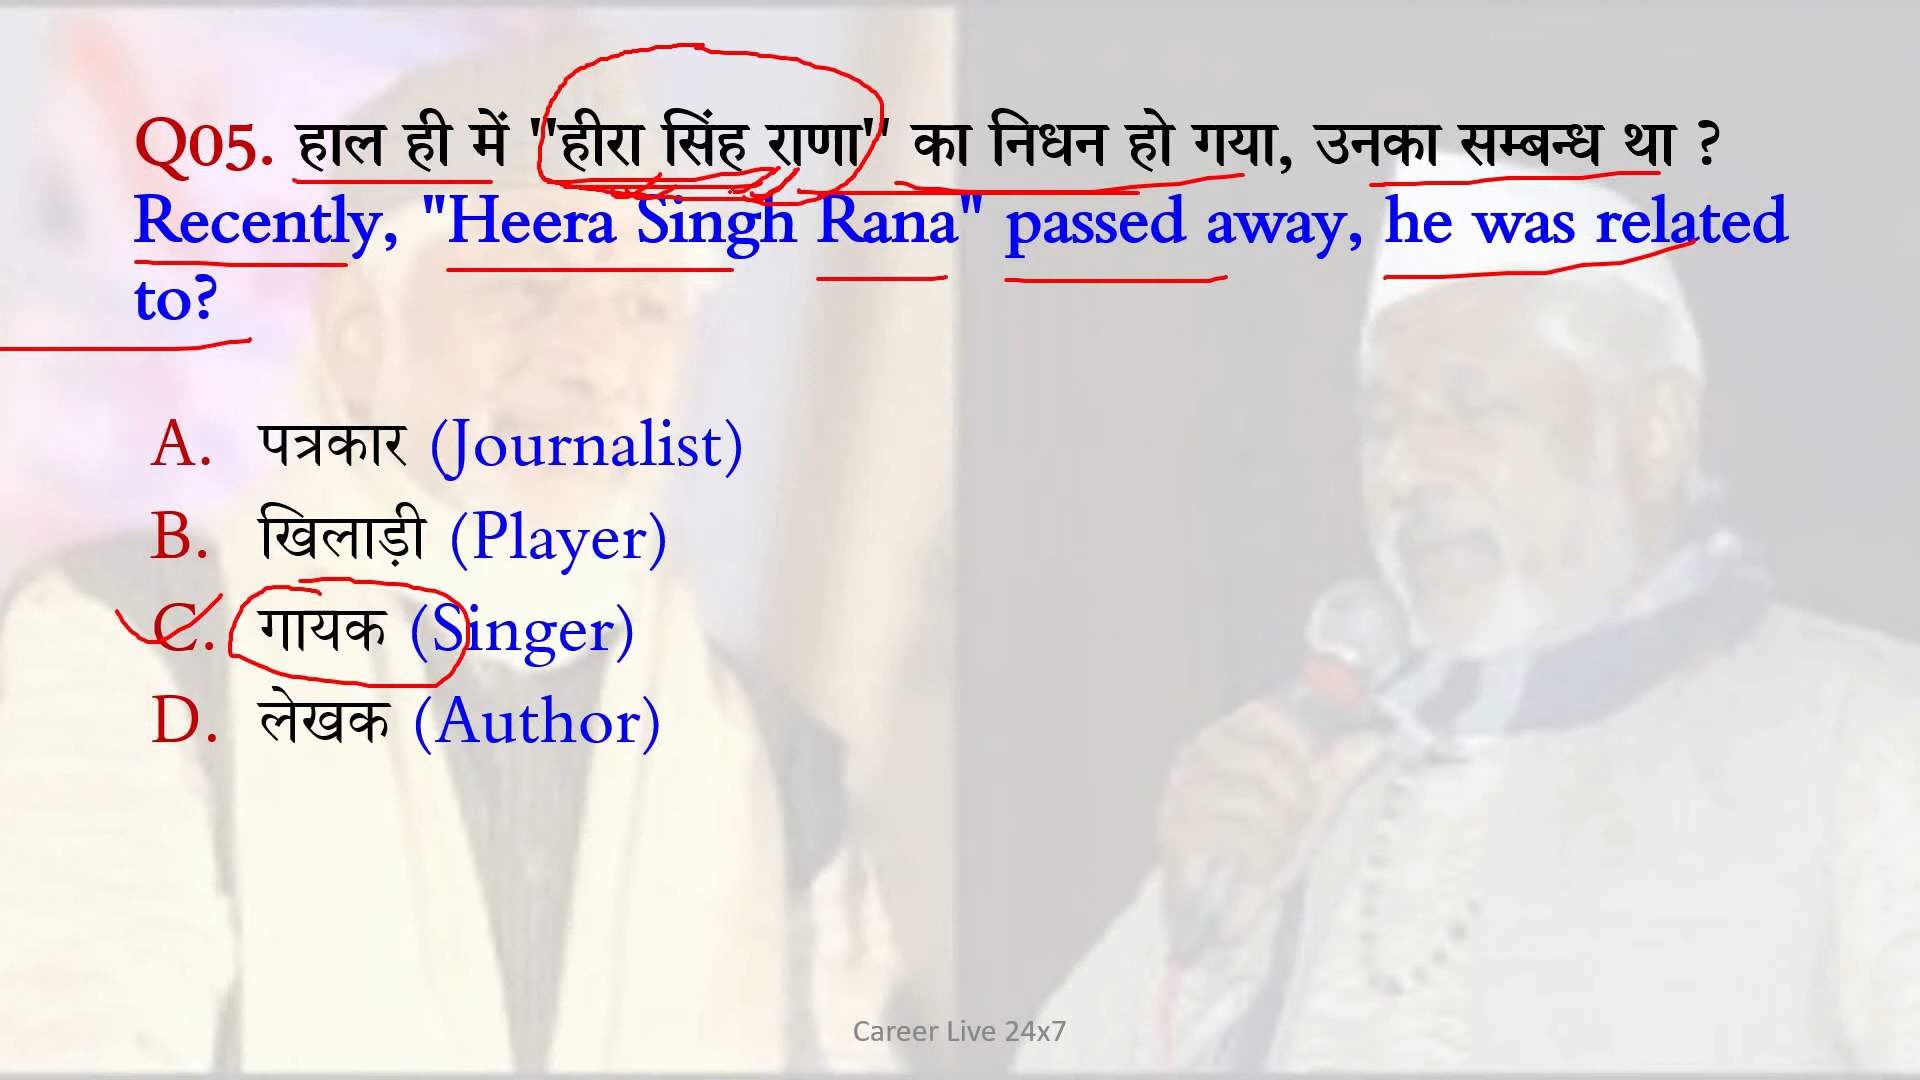 Q05. हाल ही में "हीरा सिंह राणा" का निधन हो गया, उनका सम्बन्ध था ?
Recently, "Heera Singh Rana" passed away, he was related
to?
A. पत्रकार (Journalist)
B. खिलाड़ी (Player)
C. गायक (Singer)
D. लेखक (Author)
Career Live 24x7